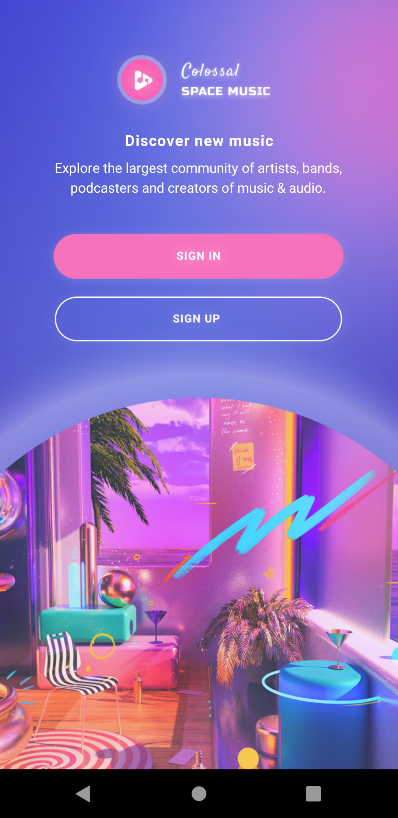 Colossal
SPACE MUSIC
Discover new music
Explore the largest community of artists, bands,
podcasters and creators of music & audio.
SIGN IN
SIGN UP